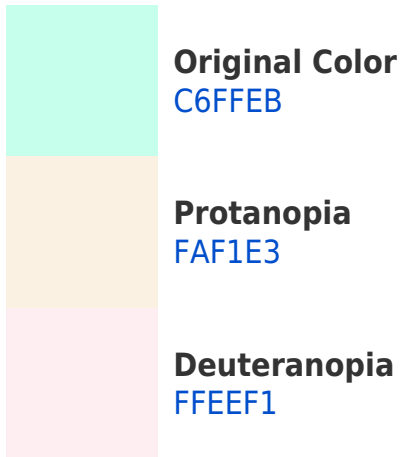 Original Color
C6FFEB
Protanopia
FAF1E3
Deuteranopia
FFEEF1